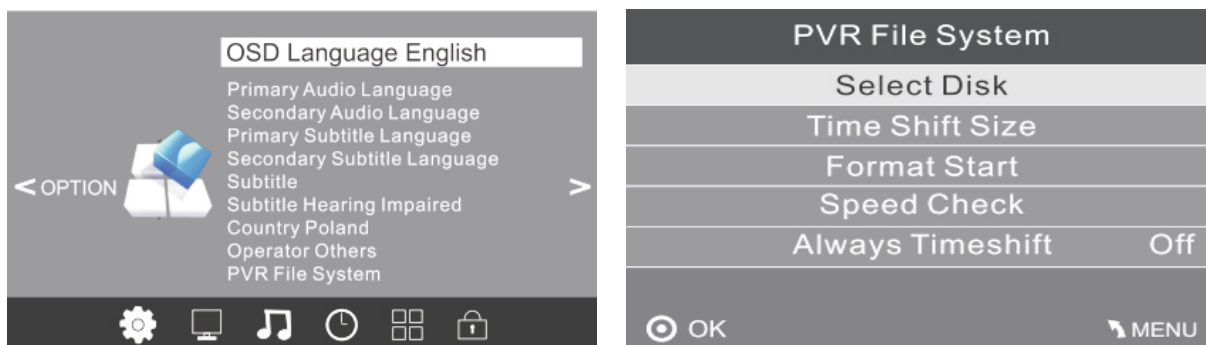 OSD Language English
Primary Audio Language
Secondary Audio Language
Primary Subtitle Language
Secondary Subtitle Language
Subtitle
Subtitle Hearing Impaired
Country Poland
Operator Others
PVR File System
< OPTION >
PVR File System
Select Disk
Time Shift Size
Format Start
Speed Check
Always Timeshift Off
OK MENU